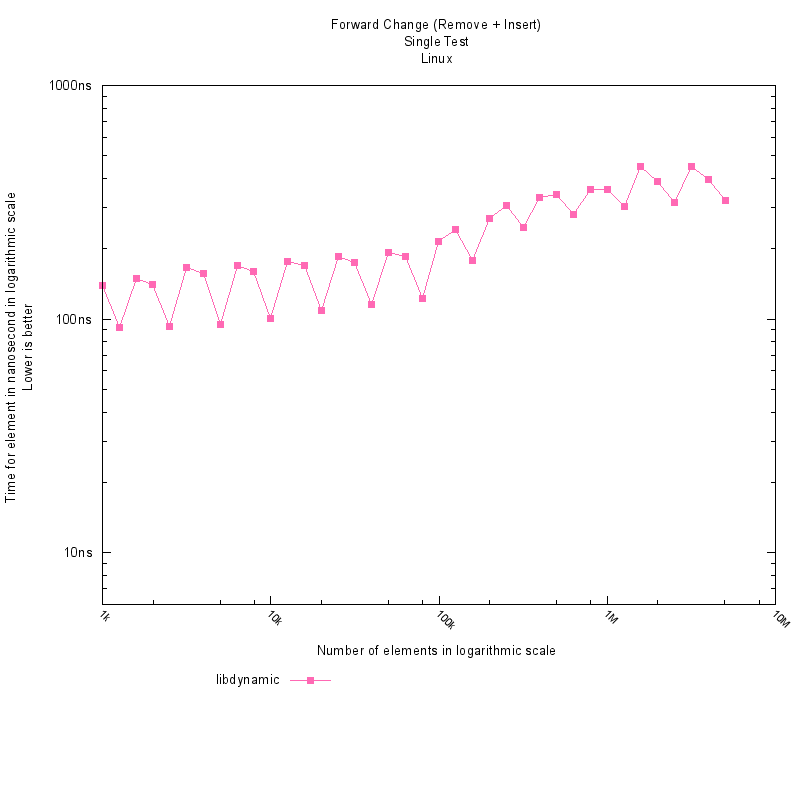 Forward Change (Remove + Insert)
Single Test
Linux
1000ns
100ns
10ns
Time for element in nanosecond in logarithmic scale
Lower is better
1k
10k
100k
1M
10M
Number of elements in logarithmic scale
libdynamic